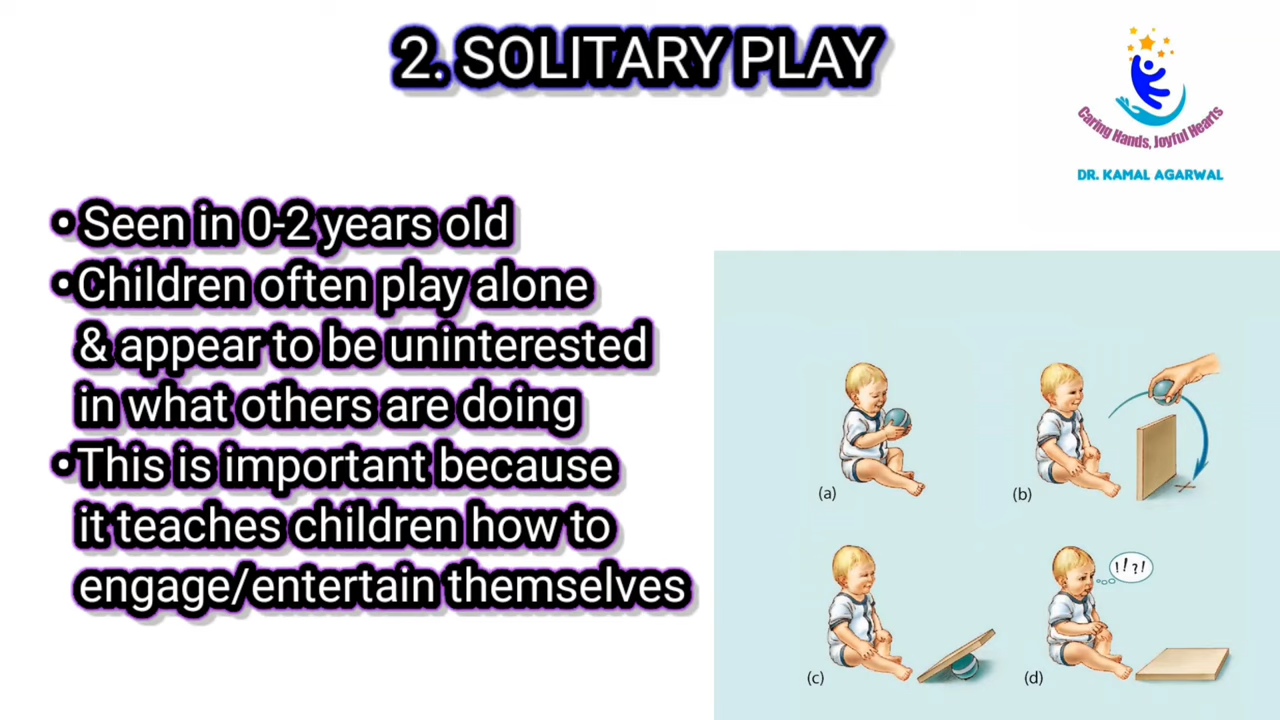 2. SOLITARY PLAY
Caring Hands, Joyful Hearts
DR. KAMAL AGARWAL
• Seen in 0-2 years old
• Children often play alone
& appear to be uninterested
in what others are doing
• This is important because
it teaches children how to
engage/entertain themselves
(a)
(b)
(c)
!!?!
(d)